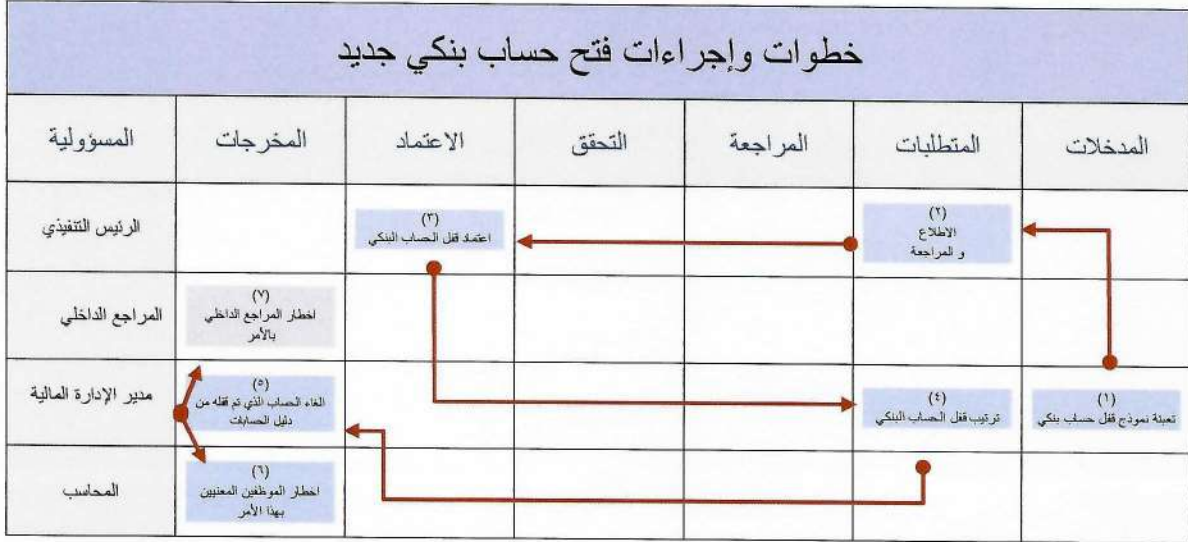 خطوات وإجراءات فتح حساب بنكي جديد
المدخلات
المتطلبات
المراجعة
التحقق
الاعتماد
المخرجات
المسؤولية
(٢)
الاطلاع
و المراجعة
(٣)
اعتماد قفل الحساب البنكي
الرئيس التنفيذي
(٧)
اخطار المراجع الداخلي
بالأمر
المراجع الداخلي
(١)
تعبئة نموذج قفل حساب بنكي
(٤)
ترتيب قفل الحساب البنكي
(٥)
الغاء الحساب الذي تم قفله من
دليل الحسابات
مدير الإدارة المالية
(٦)
اخطار الموظفين المعنيين
بهذا الأمر
المحاسب